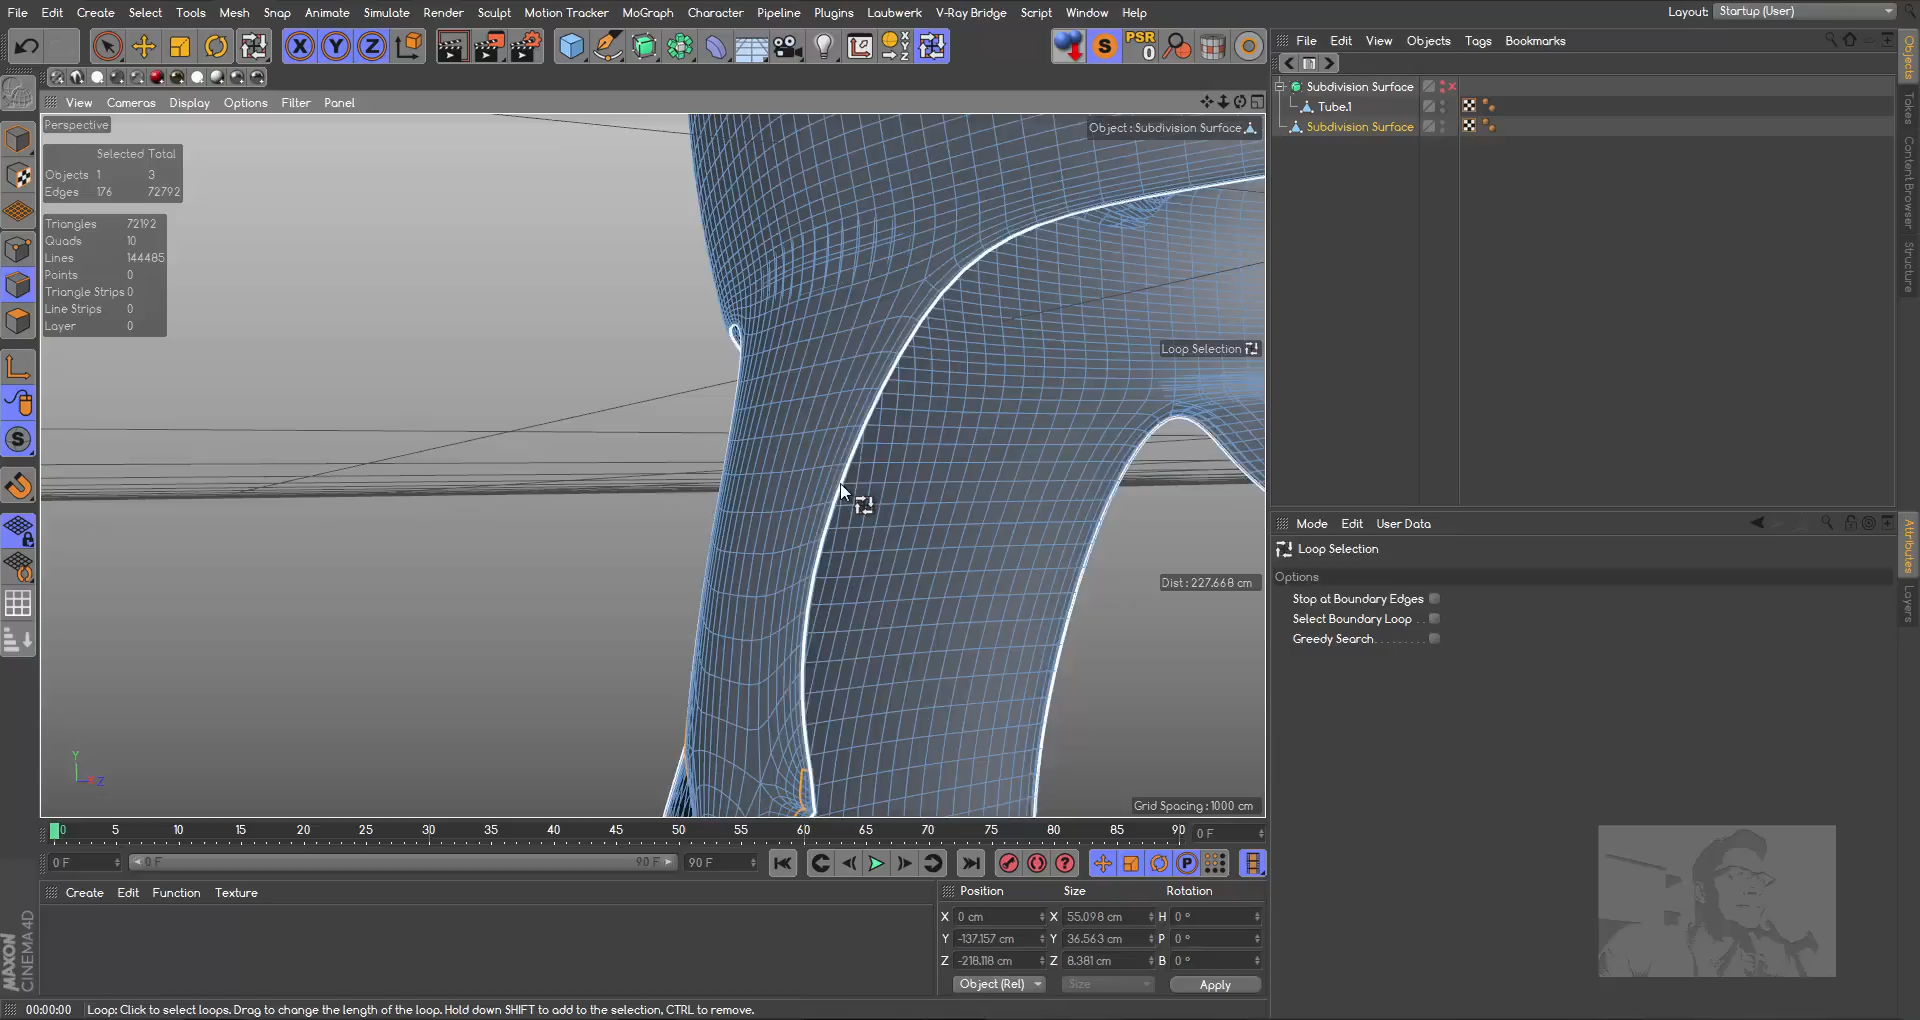 File Edit Create Select Tools Mesh Snap Animate Simulate Render Sculpt Motion Tracker MoGraph Character Pipeline Plugins Laubwerk V-Ray Bridge Script Window Help
Layout: Startup (User)
X Y Z
S PSR 0
File Edit View Objects Tags Bookmarks
Subdivision Surface
Tube.1
Subdivision Surface
View Cameras Display Options Filter Panel
Perspective
Object : Subdivision Surface
Selected Total
Objects 1 3
Edges 176 72792
Triangles 72192
Quads 10
Lines 144485
Points 0
Triangle Strips 0
Line Strips 0
Layer 0
Loop Selection
Dist : 227.668 cm
Grid Spacing : 1000 cm
Y
Z
Objects
Takes
Content Browser
Structure
Mode Edit User Data
Loop Selection
Options
Stop at Boundary Edges
Select Boundary Loop
Greedy Search
Attributes
Layers
0 5 10 15 20 25 30 35 40 45 50 55 60 65 70 75 80 85 90 0 F
0 F 0 F 90 F 90 F
Create Edit Function Texture
Position Size Rotation
X 0 cm X 55.098 cm H 0 °
Y -137.157 cm Y 36.563 cm P 0 °
Z -218.118 cm Z 8.381 cm B 0 °
Object (Rel) Size Apply
MAXON CINEMA 4D
00:00:00 Loop: Click to select loops. Drag to change the length of the loop. Hold down SHIFT to add to the selection, CTRL to remove.